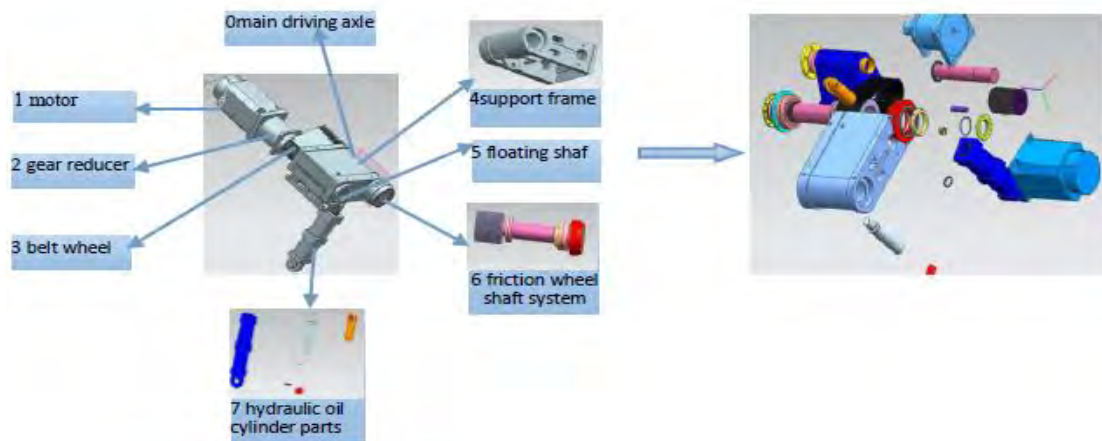 0main driving axle
1 motor
2 gear reducer
3 belt wheel
4support frame
5 floating shaf
6 friction wheel
shaft system
7 hydraulic oil
cylinder parts